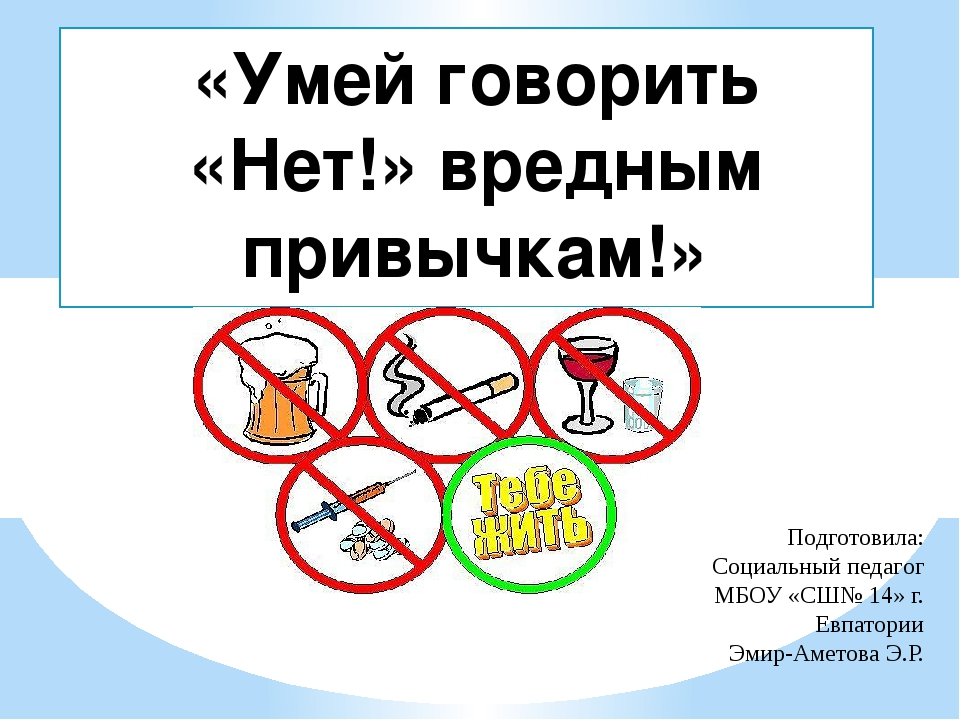 «Умей говорить
«Нет!» вредным
привычкам!»
Тебе
жить
Подготовила:
Социальный педагог
МБОУ «СШ№ 14» г.
Евпатории
Эмир-Аметова Э.Р.